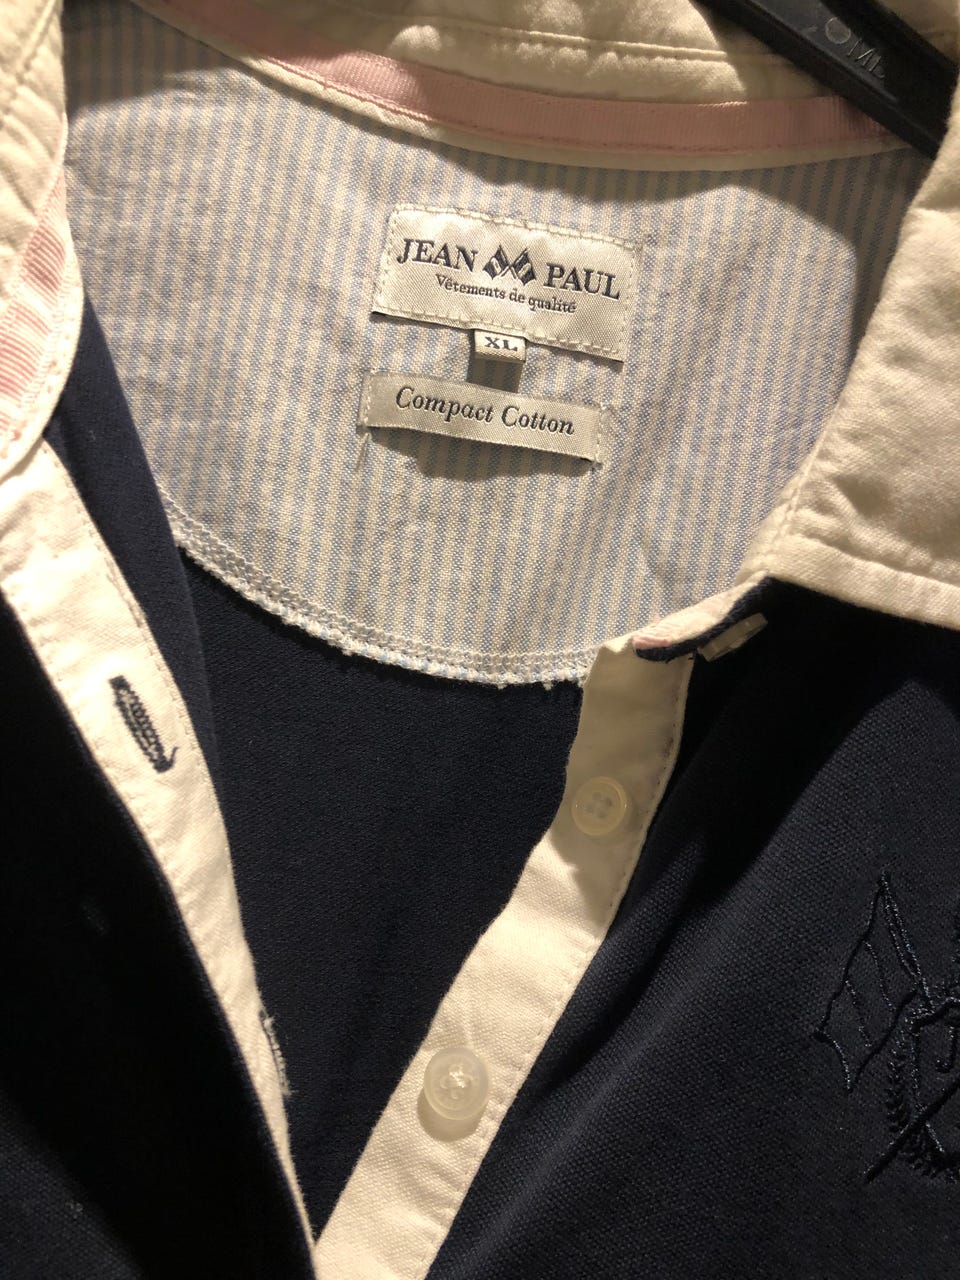 JEAN PAUL
Vêtements de qualité
XL
Compact Cotton